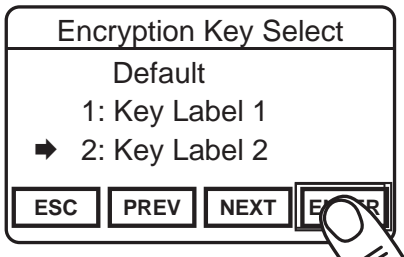 Encryption Key Select
Default
1: Key Label 1
➡ 2: Key Label 2
ESC PREV NEXT